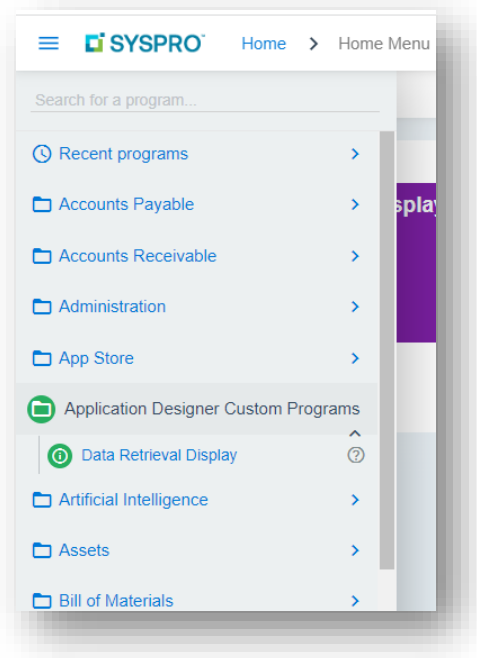 SYSPRO Home > Home Menu
Search for a program...
Recent programs
Accounts Payable
splay
Accounts Receivable
Administration
App Store
Application Designer Custom Programs
Data Retrieval Display
Artificial Intelligence
Assets
Bill of Materials